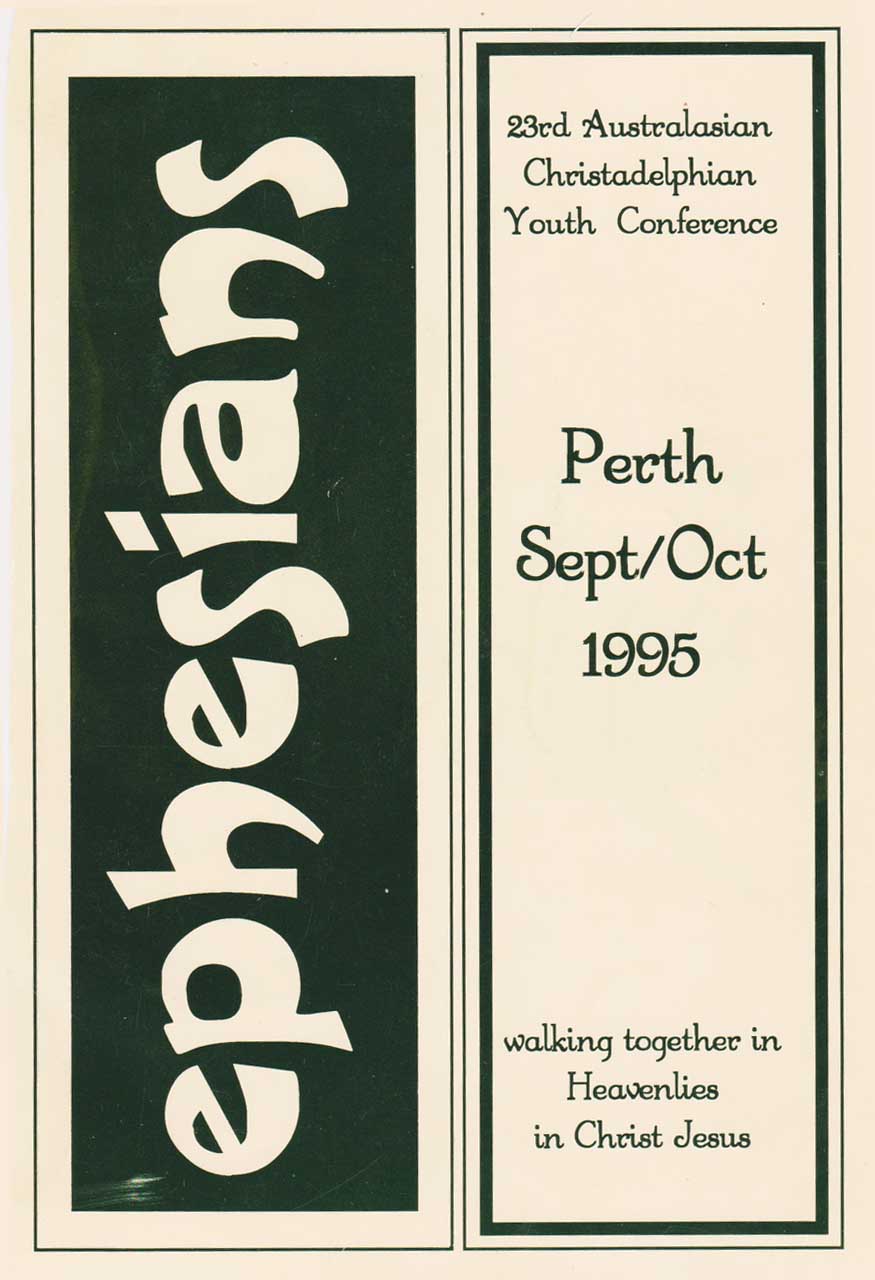 ephesians
23rd Australasian
Christadelphian
Youth Conference
Perth
Sept/Oct
1995
walking together in
Heavenlies
in Christ Jesus